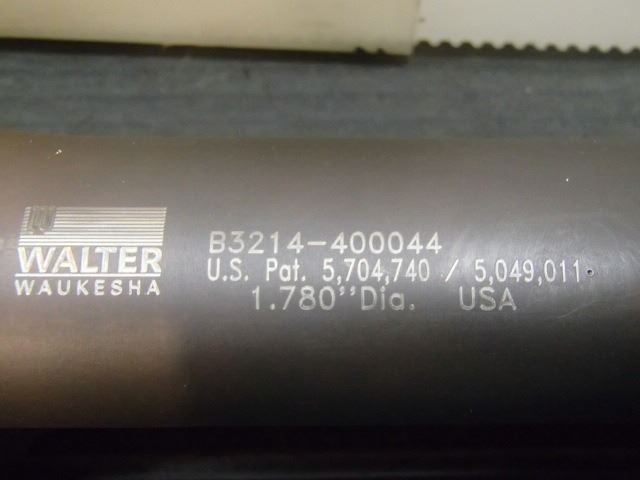 WALTER
WAUKESHA
B3214-400044
U.S. Pat. 5,704,740 / 5,049,011
1.780''Dia. USA